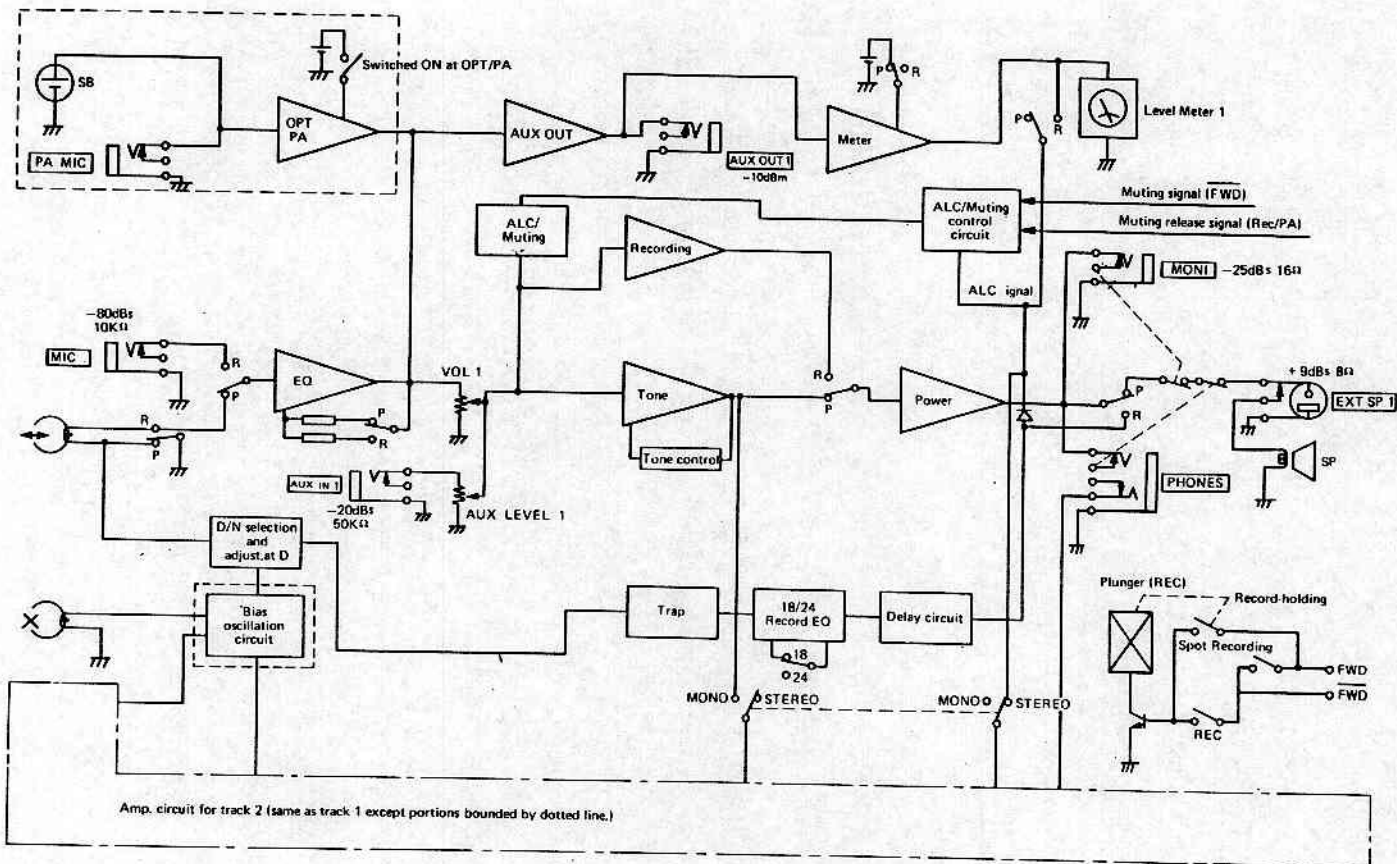 SB
Switched ON at OPT/PA
OPT
PA
PA MIC
AUX OUT
AUX OUT 1
-10dBm
P
R
Meter
P
R
Level Meter 1
ALC/
Muting
Recording
ALC/Muting
control
circuit
Muting signal (FWD)
Muting release signal (Rec/PA)
ALC ignal
MONI
-25dBs 16Ω
-80dBs
10KΩ
MIC
R
P
EQ
P
R
VOL 1
Tone
Tone control
R
P
Power
P
R
+ 9dBs 8Ω
EXT SP 1
SP
PHONES
R
P
AUX IN 1
-20dBs
50KΩ
AUX LEVEL 1
D/N selection
and
adjust,at D
Bias
oscillation
circuit
Trap
18/24
Record EQ
18
24
Delay circuit
Plunger (REC)
Record-holding
Spot Recording
FWD
FWD
REC
MONO
STEREO
MONO
STEREO
Amp. circuit for track 2 (same as track 1 except portions bounded by dotted line.)